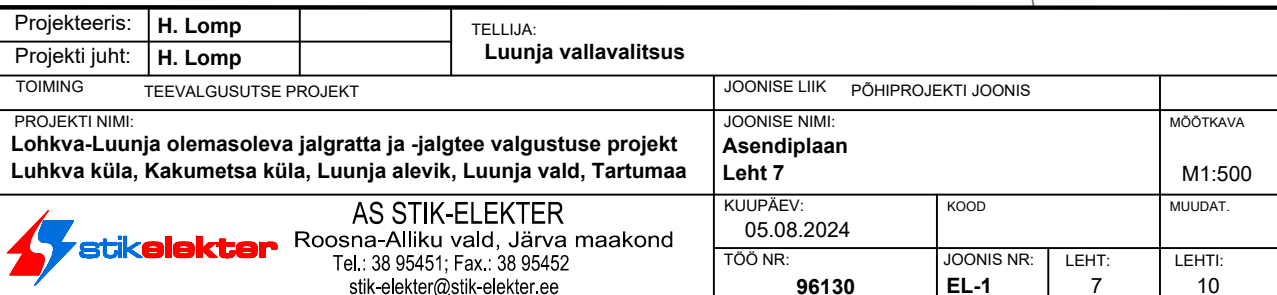 Projekteeris: H. Lomp
Projekti juht: H. Lomp
TELLIJA:
Luunja vallavalitsus
TOIMING TEEVALGUSUTSE PROJEKT
JOONISE LIIK PÕHIPROJEKTI JOONIS
PROJEKTI NIMI:
Lohkva-Luunja olemasoleva jalgratta ja -jalgtee valgustuse projekt
Luhkva küla, Kakumetsa küla, Luunja alevik, Luunja vald, Tartumaa
JOONISE NIMI:
Asendiplaan
Leht 7
MÕÕTKAVA
M1:500
stikelekter
AS STIK-ELEKTER
Roosna-Alliku vald, Järva maakond
Tel.: 38 95451; Fax.: 38 95452
stik-elekter@stik-elekter.ee
KUUPÄEV:
05.08.2024
KOOD
MUUDAT.
TÖÖ NR:
96130
JOONIS NR:
EL-1
LEHT:
7
LEHTI:
10